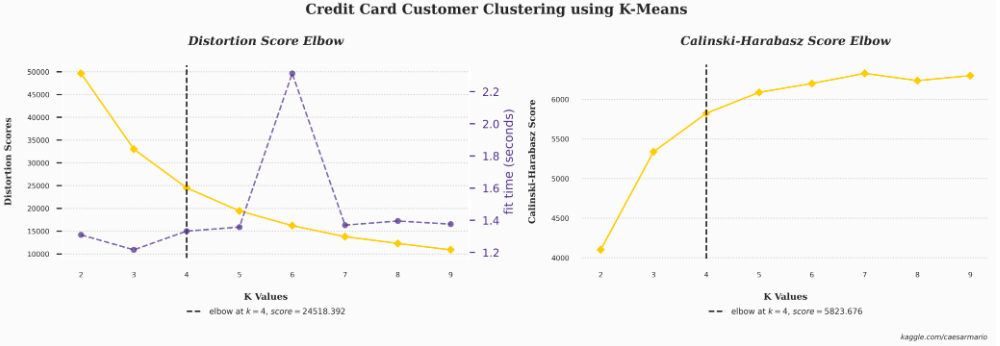 Credit Card Customer Clustering using K-Means
Distortion Score Elbow
Distortion Scores
50000
45000
40000
35000
30000
25000
20000
15000
10000
2 3 4 5 6 7 8 9
2.2
2.0
1.8
1.6
1.4
1.2
fit time (seconds)
K Values
elbow at k = 4, score = 24518.392
Calinski-Harabasz Score Elbow
Calinski-Harabasz Score
6000
5500
5000
4500
4000
2 3 4 5 6 7 8 9
K Values
elbow at k = 4, score = 5823.676
kaggle.com/caesarmario